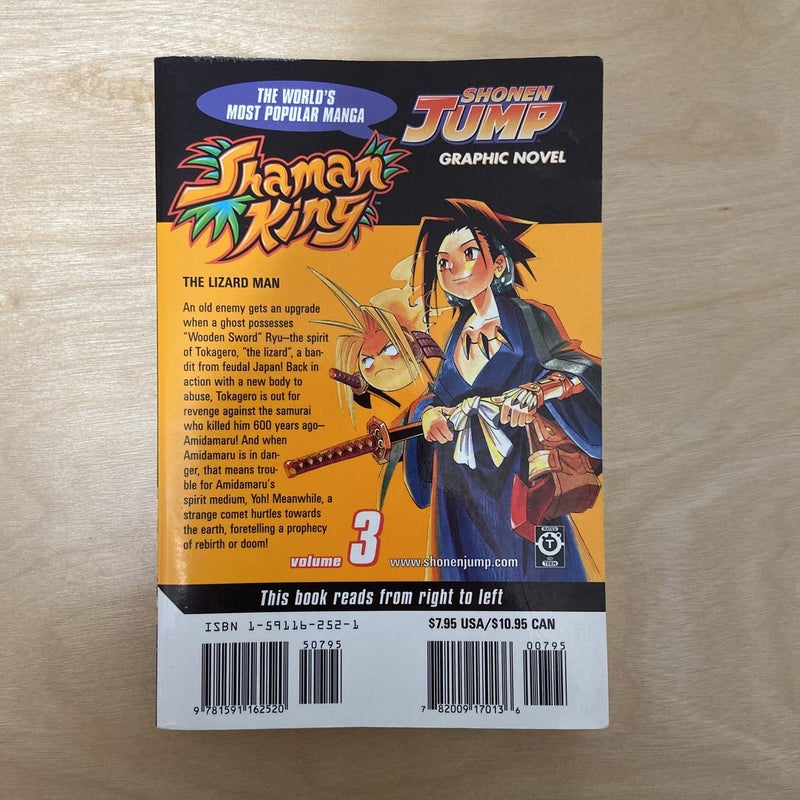 THE WORLD'S
MOST POPULAR MANGA
SHONEN
JUMP
GRAPHIC NOVEL
Shaman
King™
THE LIZARD MAN
An old enemy gets an upgrade
when a ghost possesses
"Wooden Sword" Ryu—the spirit
of Tokagero, "the lizard", a ban-
dit from feudal Japan! Back in
action with a new body to
abuse, Tokagero is out for
revenge against the samurai
who killed him 600 years ago—
Amidamaru! And when
Amidamaru is in dan-
ger, that means trou-
ble for Amidamaru's
spirit medium, Yoh! Meanwhile, a
strange comet hurtles towards
the earth, foretelling a prophecy
of rebirth or doom!
volume 3
www.shonenjump.com
RATED
T
TEEN
This book reads from right to left
ISBN 1-59116-252-1
$7.95 USA/$10.95 CAN
50795
00795
9 781591 162520
7 82009 17013 6